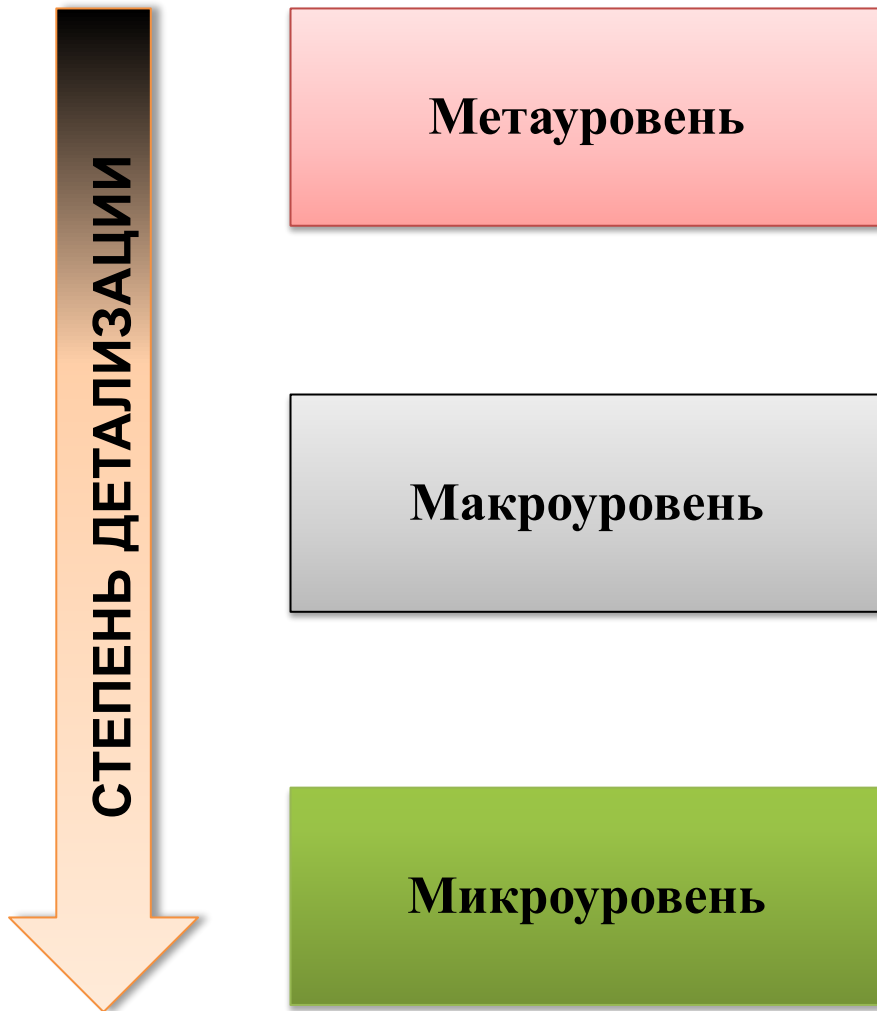 СТЕПЕНЬ ДЕТАЛИЗАЦИИ
Метауровень
Макроуровень
Микроуровень